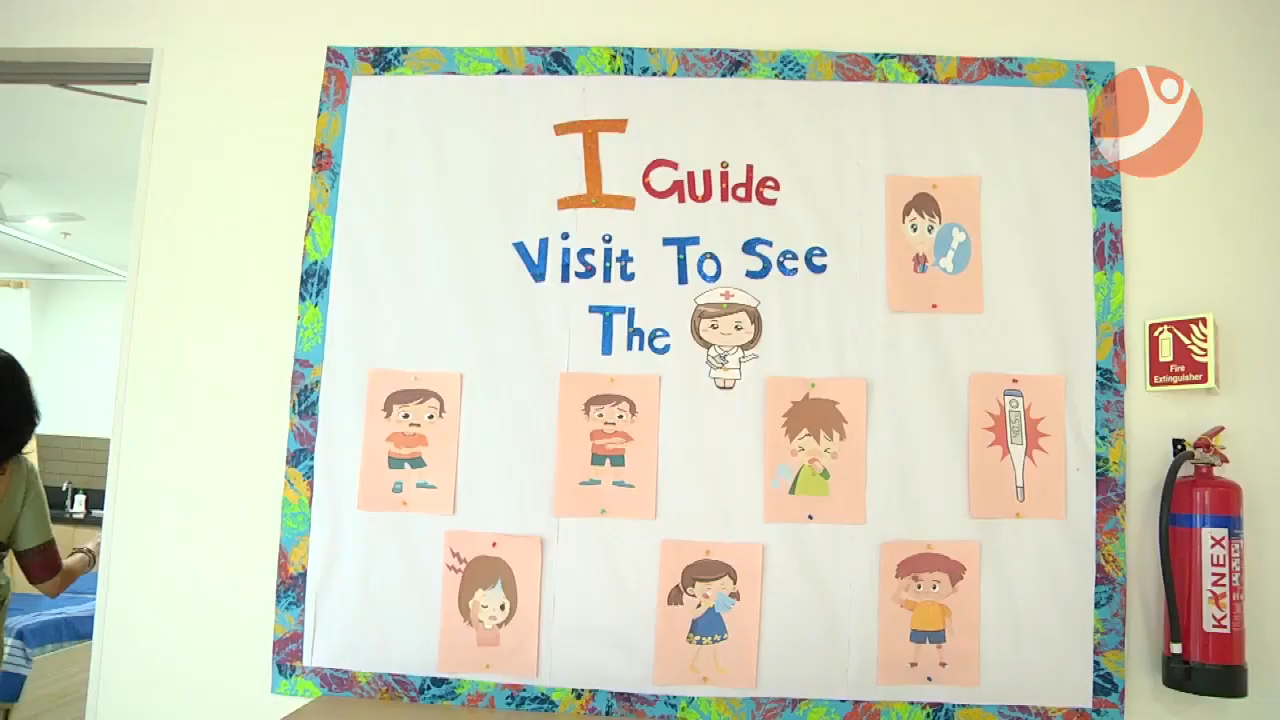 I Guide
Visit To See
The
Fire
Extinguisher
KANEX